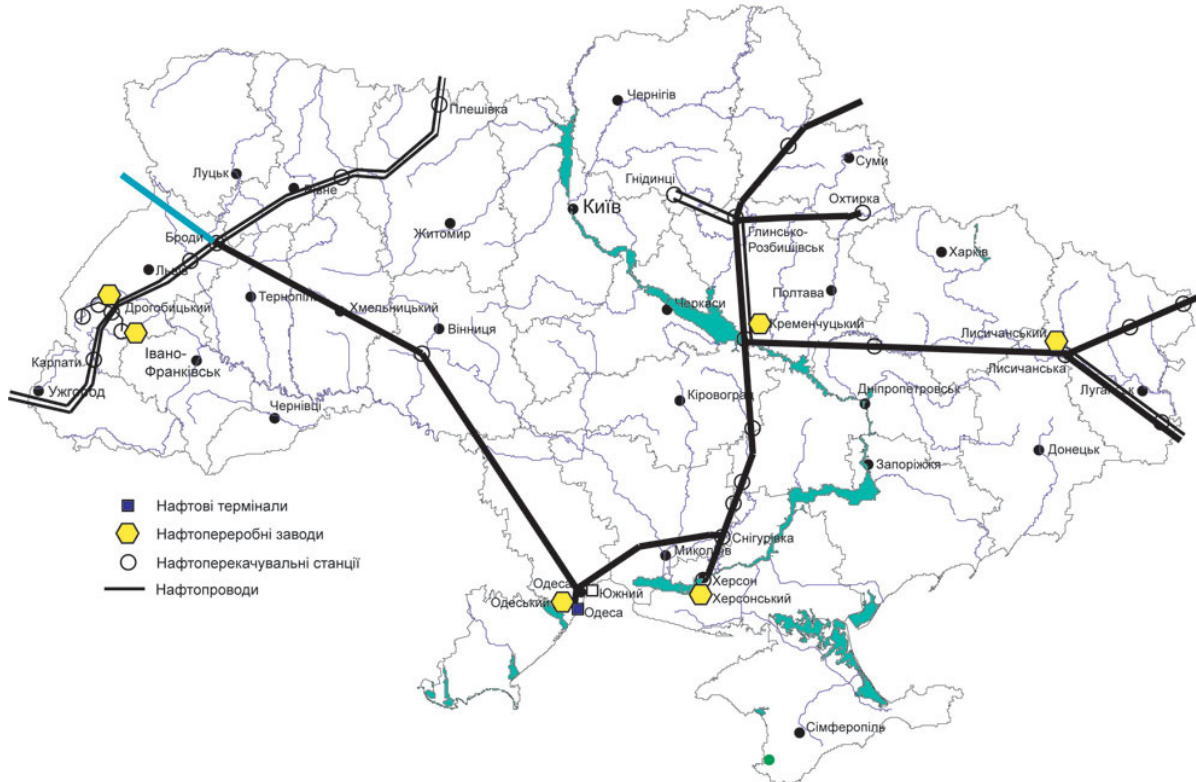 Чернігів
Плешівка
Суми
Луцьк
Рівне
Гнідинці
Охтирка
Київ
Житомир
Глинсько-
Розбишівськ
Броди
Харків
Львів
Тернопіль
Хмельницький
Полтава
Дрогобицький
Черкаси
Кременчуцький
Вінниця
Лисичанський
Карпати
Івано-
Франківськ
Лисичанська
Ужгород
Луганськ
Кіровоград
Дніпропетровськ
Чернівці
Донецьк
Запоріжжя
Нафтові термінали
Нафтопереробні заводи
Нафтоперекачувальні станції
Нафтопроводи
Снігурівка
Миколаїв
Одеса
Южний
Херсон
Одеський
Одеса
Херсонський
Сімферопіль